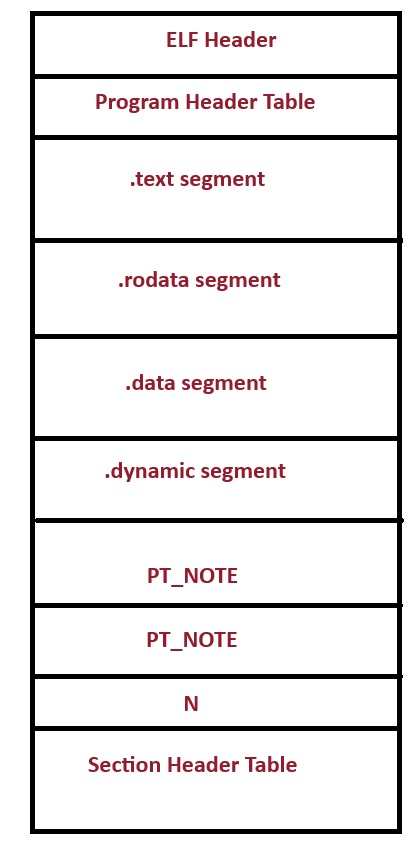 ELF Header
Program Header Table
.text segment
.rodata segment
.data segment
.dynamic segment
PT_NOTE
PT_NOTE
N
Section Header Table